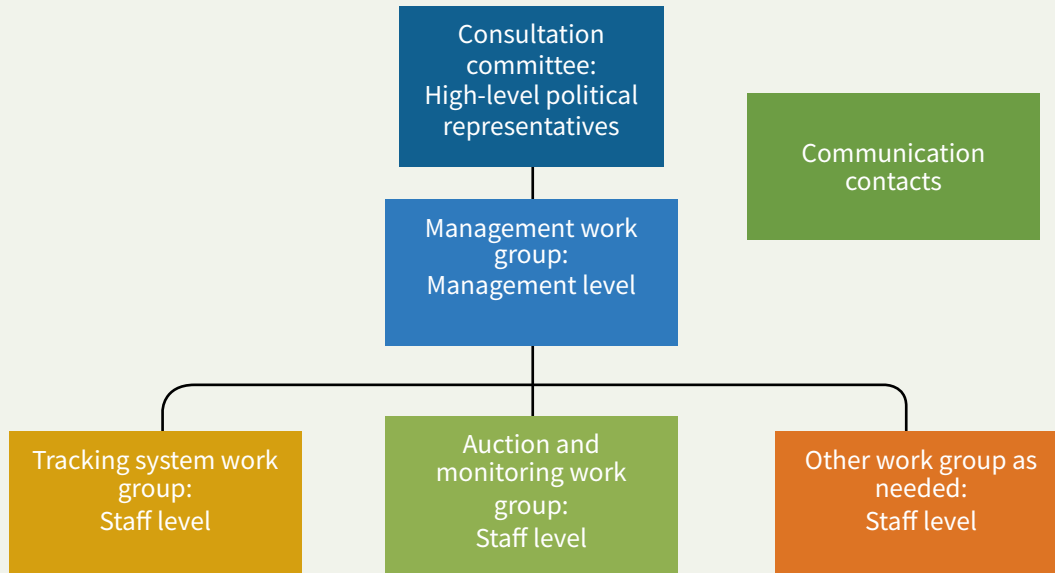 Consultation
committee:
High-level political
representatives
Communication
contacts
Management work
group:
Management level
Tracking system work
group:
Staff level
Auction and
monitoring work
group:
Staff level
Other work group as
needed:
Staff level